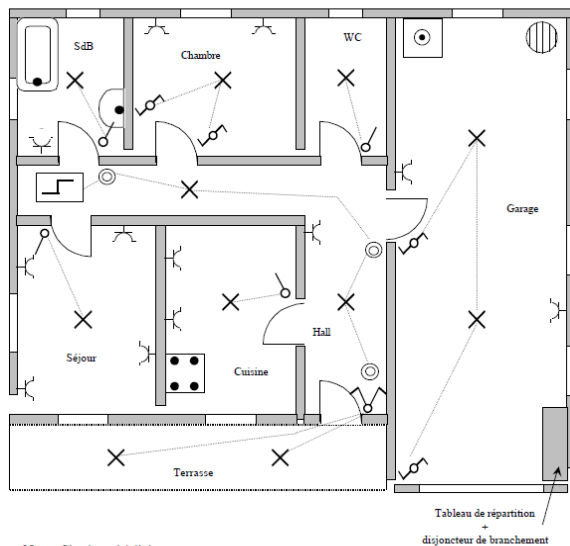 SdB
Chambre
WC
Garage
Séjour
Cuisine
Hall
Terrasse
Tableau de répartition
+
disjoncteur de branchement